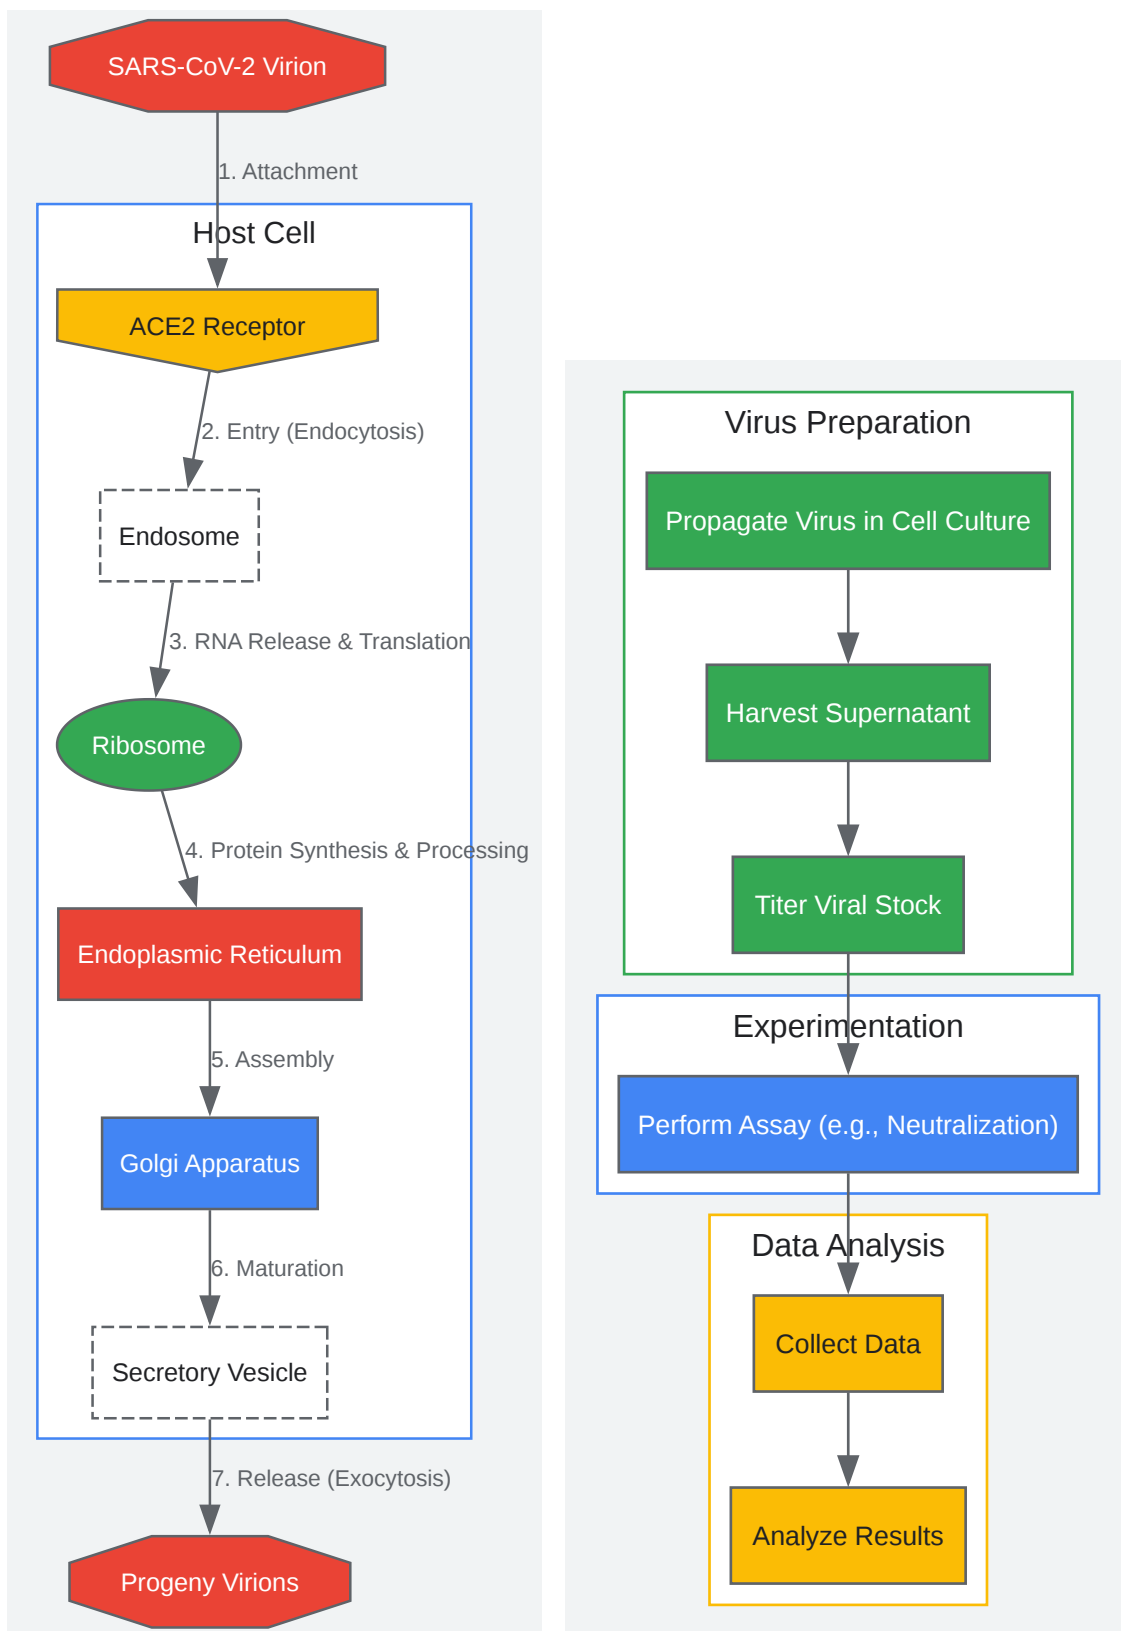 SARS-CoV-2 Virion
1. Attachment
Host Cell
ACE2 Receptor
2. Entry (Endocytosis)
Endosome
3. RNA Release & Translation
Ribosome
4. Protein Synthesis & Processing
Endoplasmic Reticulum
5. Assembly
Golgi Apparatus
6. Maturation
Secretory Vesicle
7. Release (Exocytosis)
Progeny Virions
Virus Preparation
Propagate Virus in Cell Culture
Harvest Supernatant
Titer Viral Stock
Experimentation
Perform Assay (e.g., Neutralization)
Data Analysis
Collect Data
Analyze Results